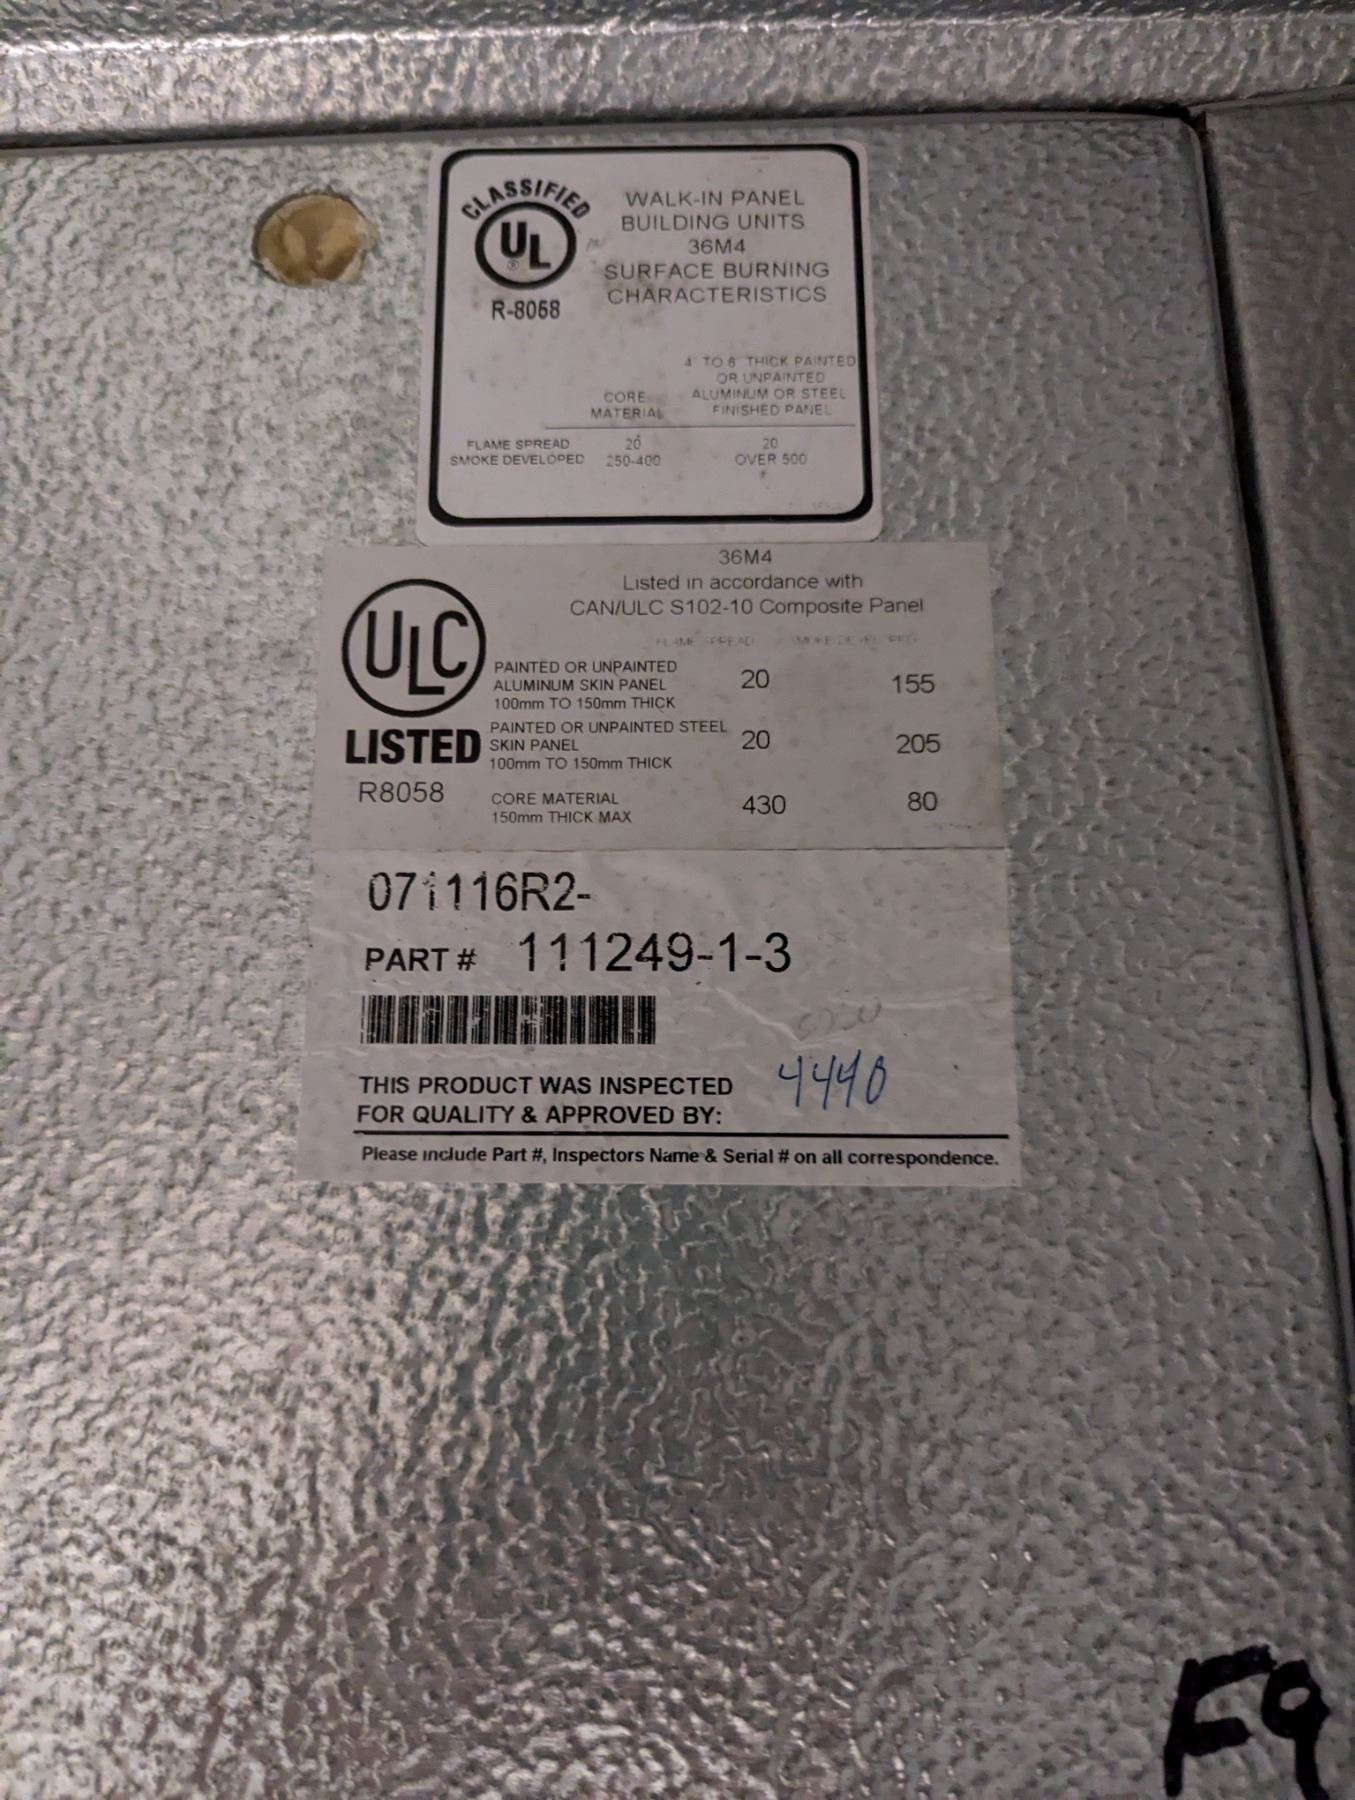 CLASSIFIED
UL
®
R-8058
WALK-IN PANEL
BUILDING UNITS
36M4
SURFACE BURNING
CHARACTERISTICS
4" TO 6" THICK PAINTED
OR UNPAINTED
CORE ALUMINUM OR STEEL
MATERIAL FINISHED PANEL
FLAME SPREAD 20 20
SMOKE DEVELOPED 250-400 OVER 500
36M4
Listed in accordance with
CAN/ULC S102-10 Composite Panel
ULC
LISTED
R8058
FLAME SPREAD SMOKE DEVELOPED
PAINTED OR UNPAINTED
ALUMINUM SKIN PANEL 20 155
100mm TO 150mm THICK
PAINTED OR UNPAINTED STEEL
SKIN PANEL 20 205
100mm TO 150mm THICK
CORE MATERIAL 430 80
150mm THICK MAX
071116R2-
PART # 111249-1-3
THIS PRODUCT WAS INSPECTED 4440
FOR QUALITY & APPROVED BY:
Please include Part #, Inspectors Name & Serial # on all correspondence.
F9